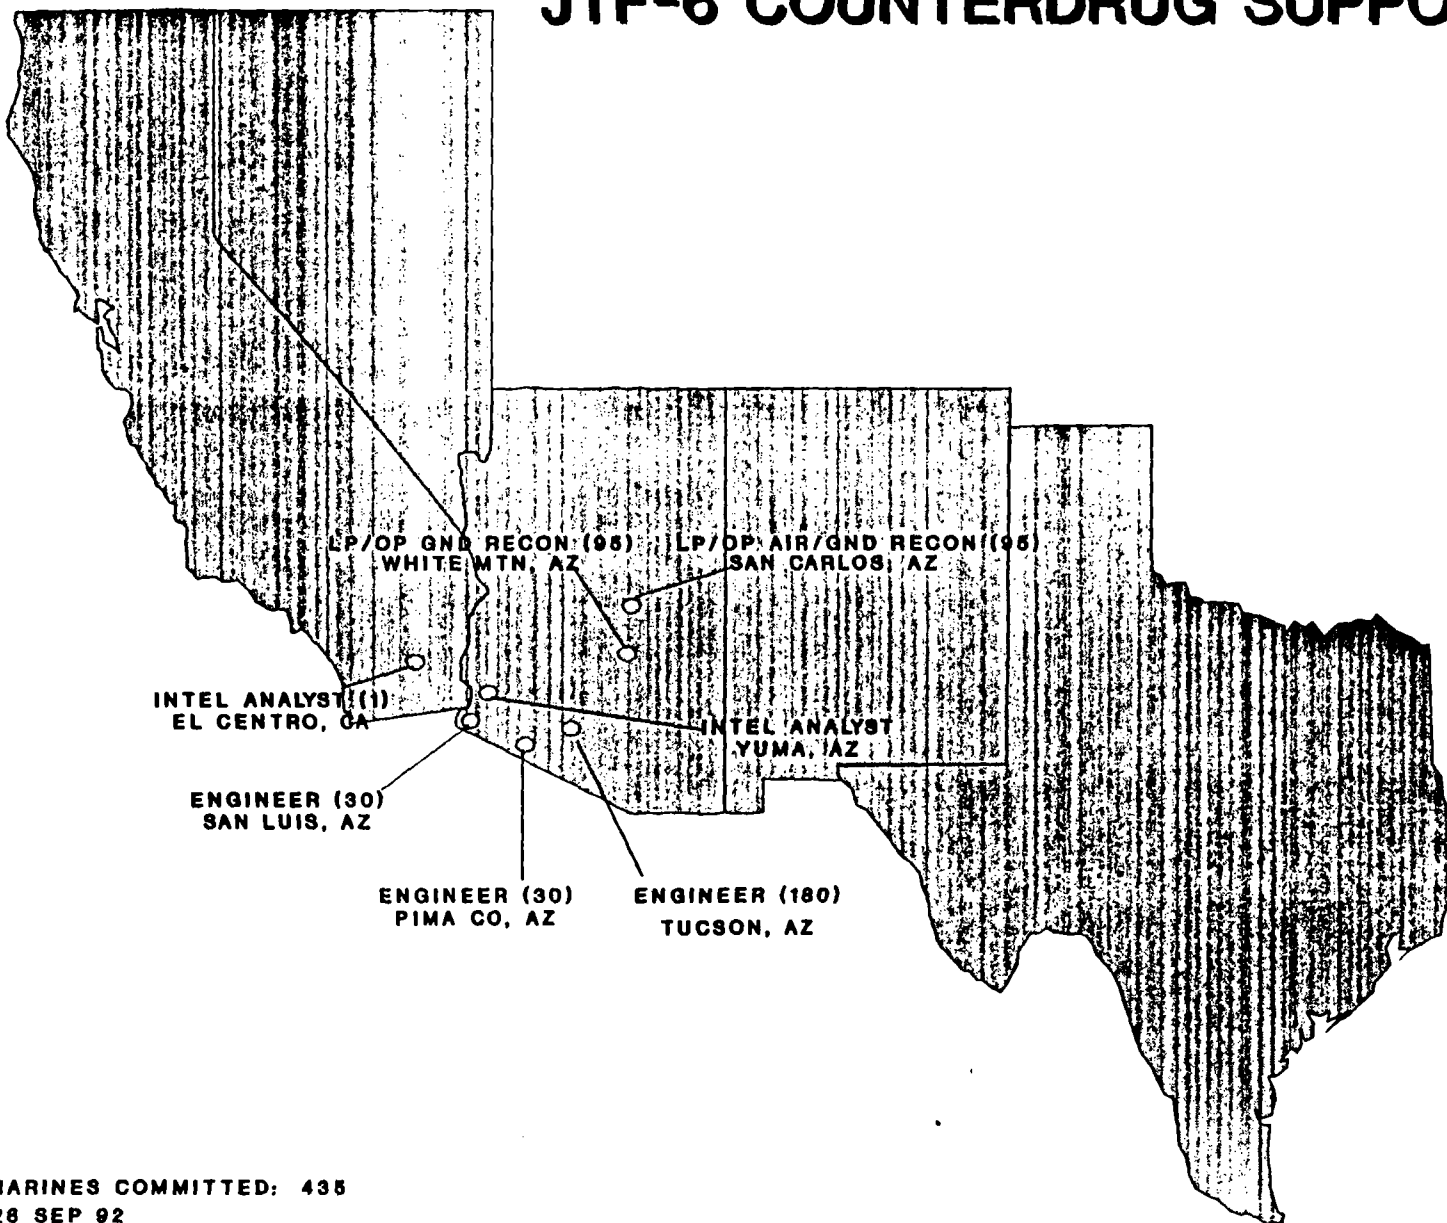 JTF-6 COUNTERDRUG SUPPO
LP/OP GND RECON (95)
WHITE MTN, AZ
LP/OP AIR/GND RECON (95)
SAN CARLOS, AZ
INTEL ANALYST (1)
EL CENTRO, CA
INTEL ANALYST
YUMA, AZ
ENGINEER (30)
SAN LUIS, AZ
ENGINEER (30)
PIMA CO, AZ
ENGINEER (180)
TUCSON, AZ
MARINES COMMITTED: 435
26 SEP 92